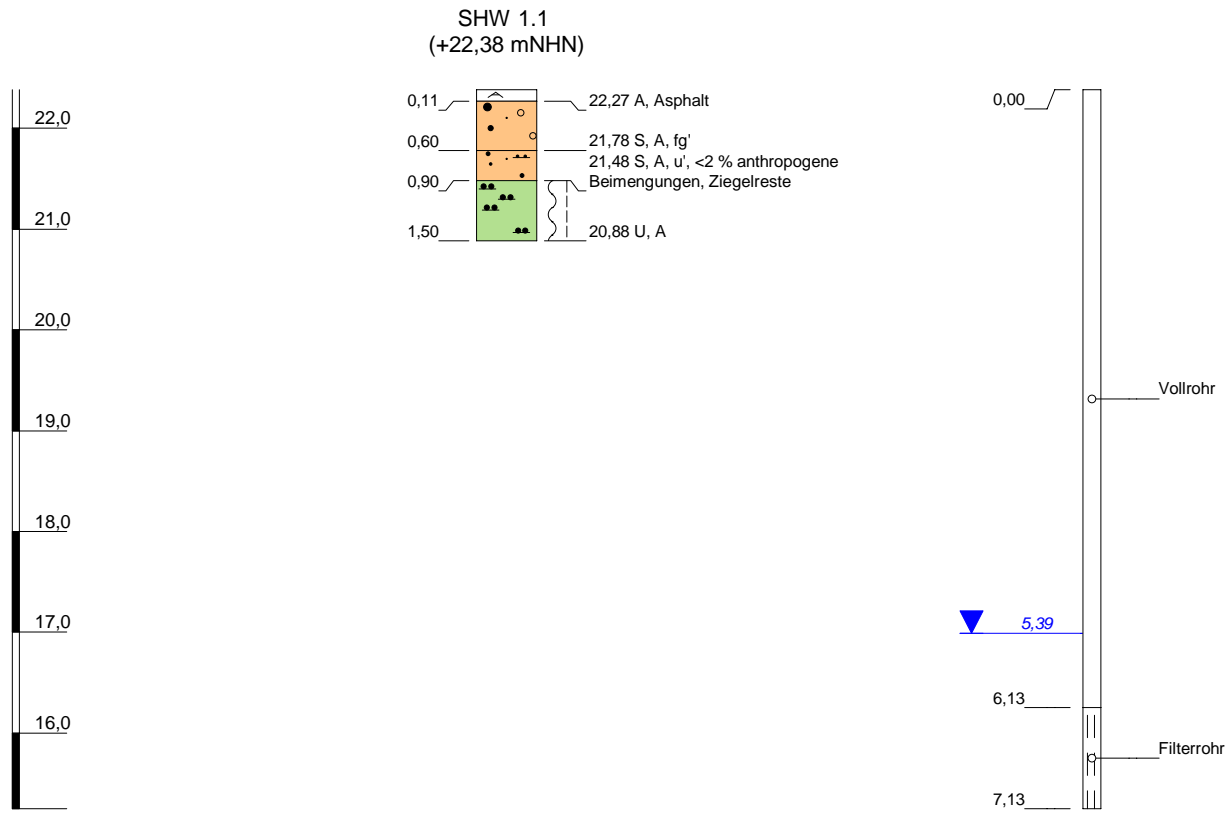 SHW 1.1
(+22,38 mNHN)
0,11
22,27 A, Asphalt
0,00
22,0
0,60
21,78 S, A, fg'
21,48 S, A, u', <2 % anthropogene
0,90
Beimengungen, Ziegelreste
21,0
1,50
20,88 U, A
20,0
Vollrohr
19,0
18,0
17,0
5,39
6,13
16,0
Filterrohr
7,13